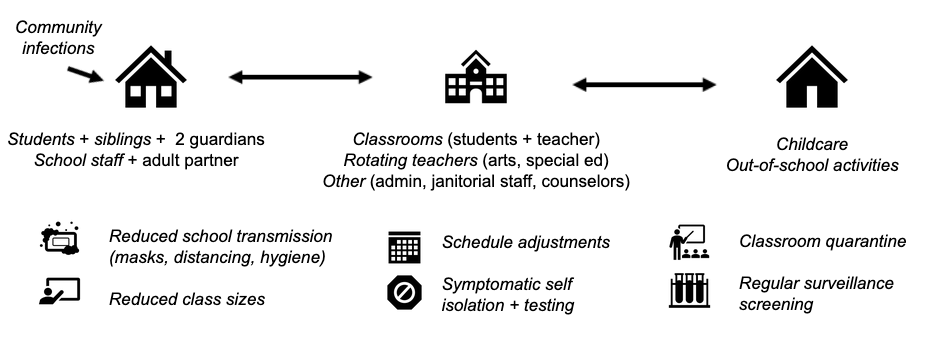 Community
infections
Students + siblings + 2 guardians
School staff + adult partner
Classrooms (students + teacher)
Rotating teachers (arts, special ed)
Other (admin, janitorial staff, counselors)
Childcare
Out-of-school activities
Reduced school transmission
(masks, distancing, hygiene)
Reduced class sizes
Schedule adjustments
Symptomatic self
isolation + testing
Classroom quarantine
Regular surveillance
screening